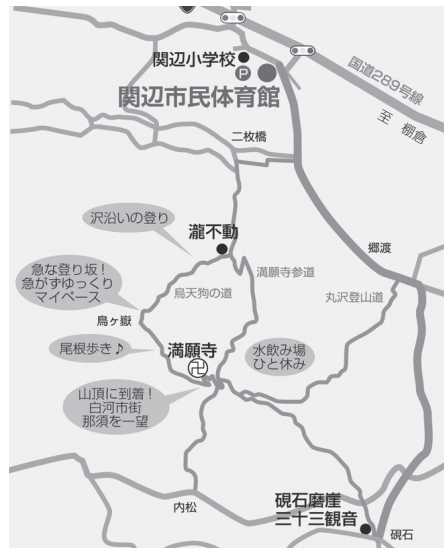 関辺小学校
P
関辺市民体育館
国道289号線
至 棚倉
二枚橋
沢沿いの登り
瀧不動
郷渡
急な登り坂!
急がずゆっくり
マイペース
烏天狗の道
満願寺参道
丸沢登山道
烏ヶ嶽
尾根歩き♪
満願寺
卍
水飲み場
ひと休み
山頂に到着!
白河市街
那須を一望
内松
硯石磨崖
三十三観音
硯石